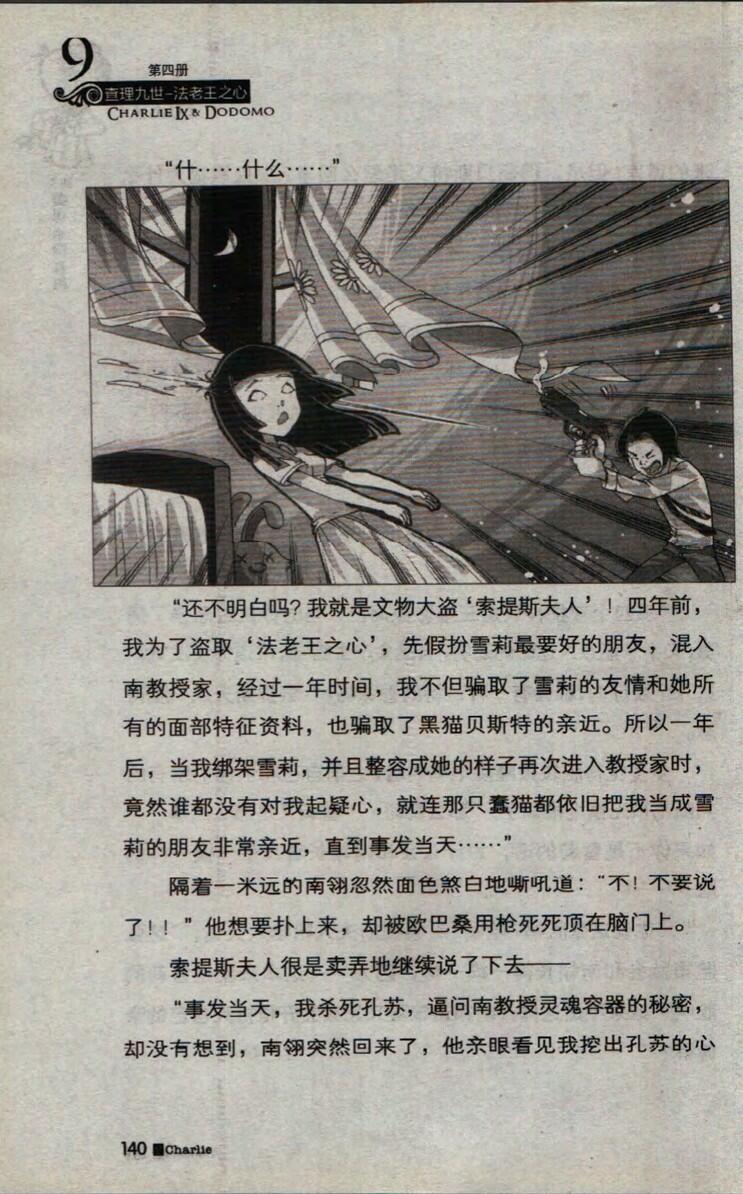 9
第四册
查理九世-法老王之心
CHARLIE IX & DODOMO
“什……什么……”
“还不明白吗？我就是文物大盗‘索提斯夫人’！四年前，
我为了盗取‘法老王之心’，先假扮雪莉最要好的朋友，混入
南教授家，经过一年时间，我不但骗取了雪莉的友情和她所
有的面部特征资料，也骗取了黑猫贝斯特的亲近。所以一年
后，当我绑架雪莉，并且整容成她的样子再次进入教授家时，
竟然谁都没有对我起疑心，就连那只蠢猫都依旧把我当成雪
莉的朋友非常亲近，直到事发当天……”
隔着一米远的南翎忽然面色煞白地嘶吼道：“不！不要说
了！！”他想要扑上来，却被欧巴桑用枪死死顶在脑门上。
索提斯夫人很是卖弄地继续说了下去——
“事发当天，我杀死孔苏，逼问南教授灵魂容器的秘密，
却没有想到，南翎突然回来了，他亲眼看见我挖出孔苏的心
140 ■Charlie